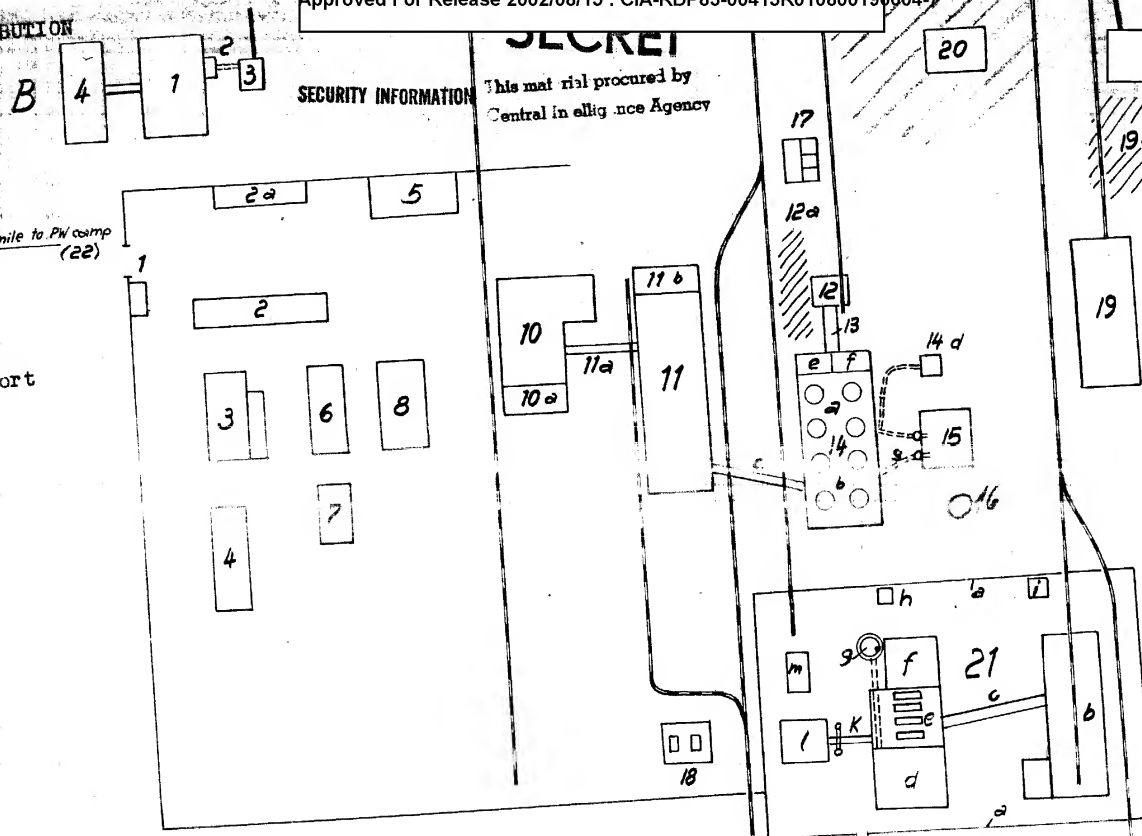 Approved For Release 2002/08/15 : CIA-RDP83-00415R010800190004-
BUTION
SECRET
SECURITY INFORMATION
This mat rial procured by
Central In ellig nce Agency
B
4
1
2
3
20
17
19
2a
5
12a
mile to PW camp
(22)
1
2
11 b
12
19
10
13
14 d
11a
e
f
ort
3
6
8
10a
11
a
14
15
c
b
g
16
7
4
h
a
i
m
g
f
21
c
l
K
e
b
18
d
a